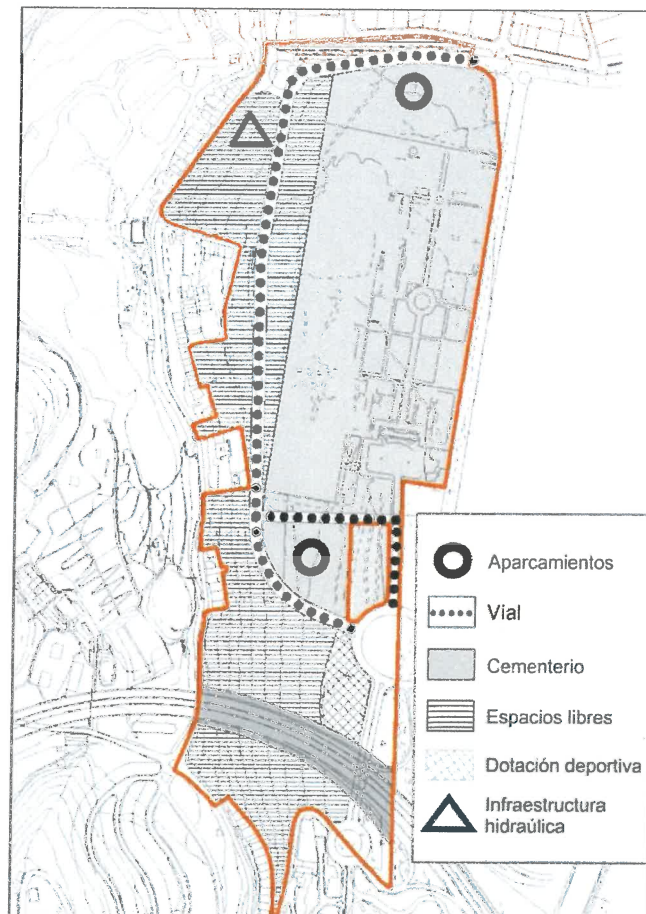 Aparcamientos
Vial
Cementerio
Espacios libres
Dotación deportiva
Infraestructura
hidraúlica